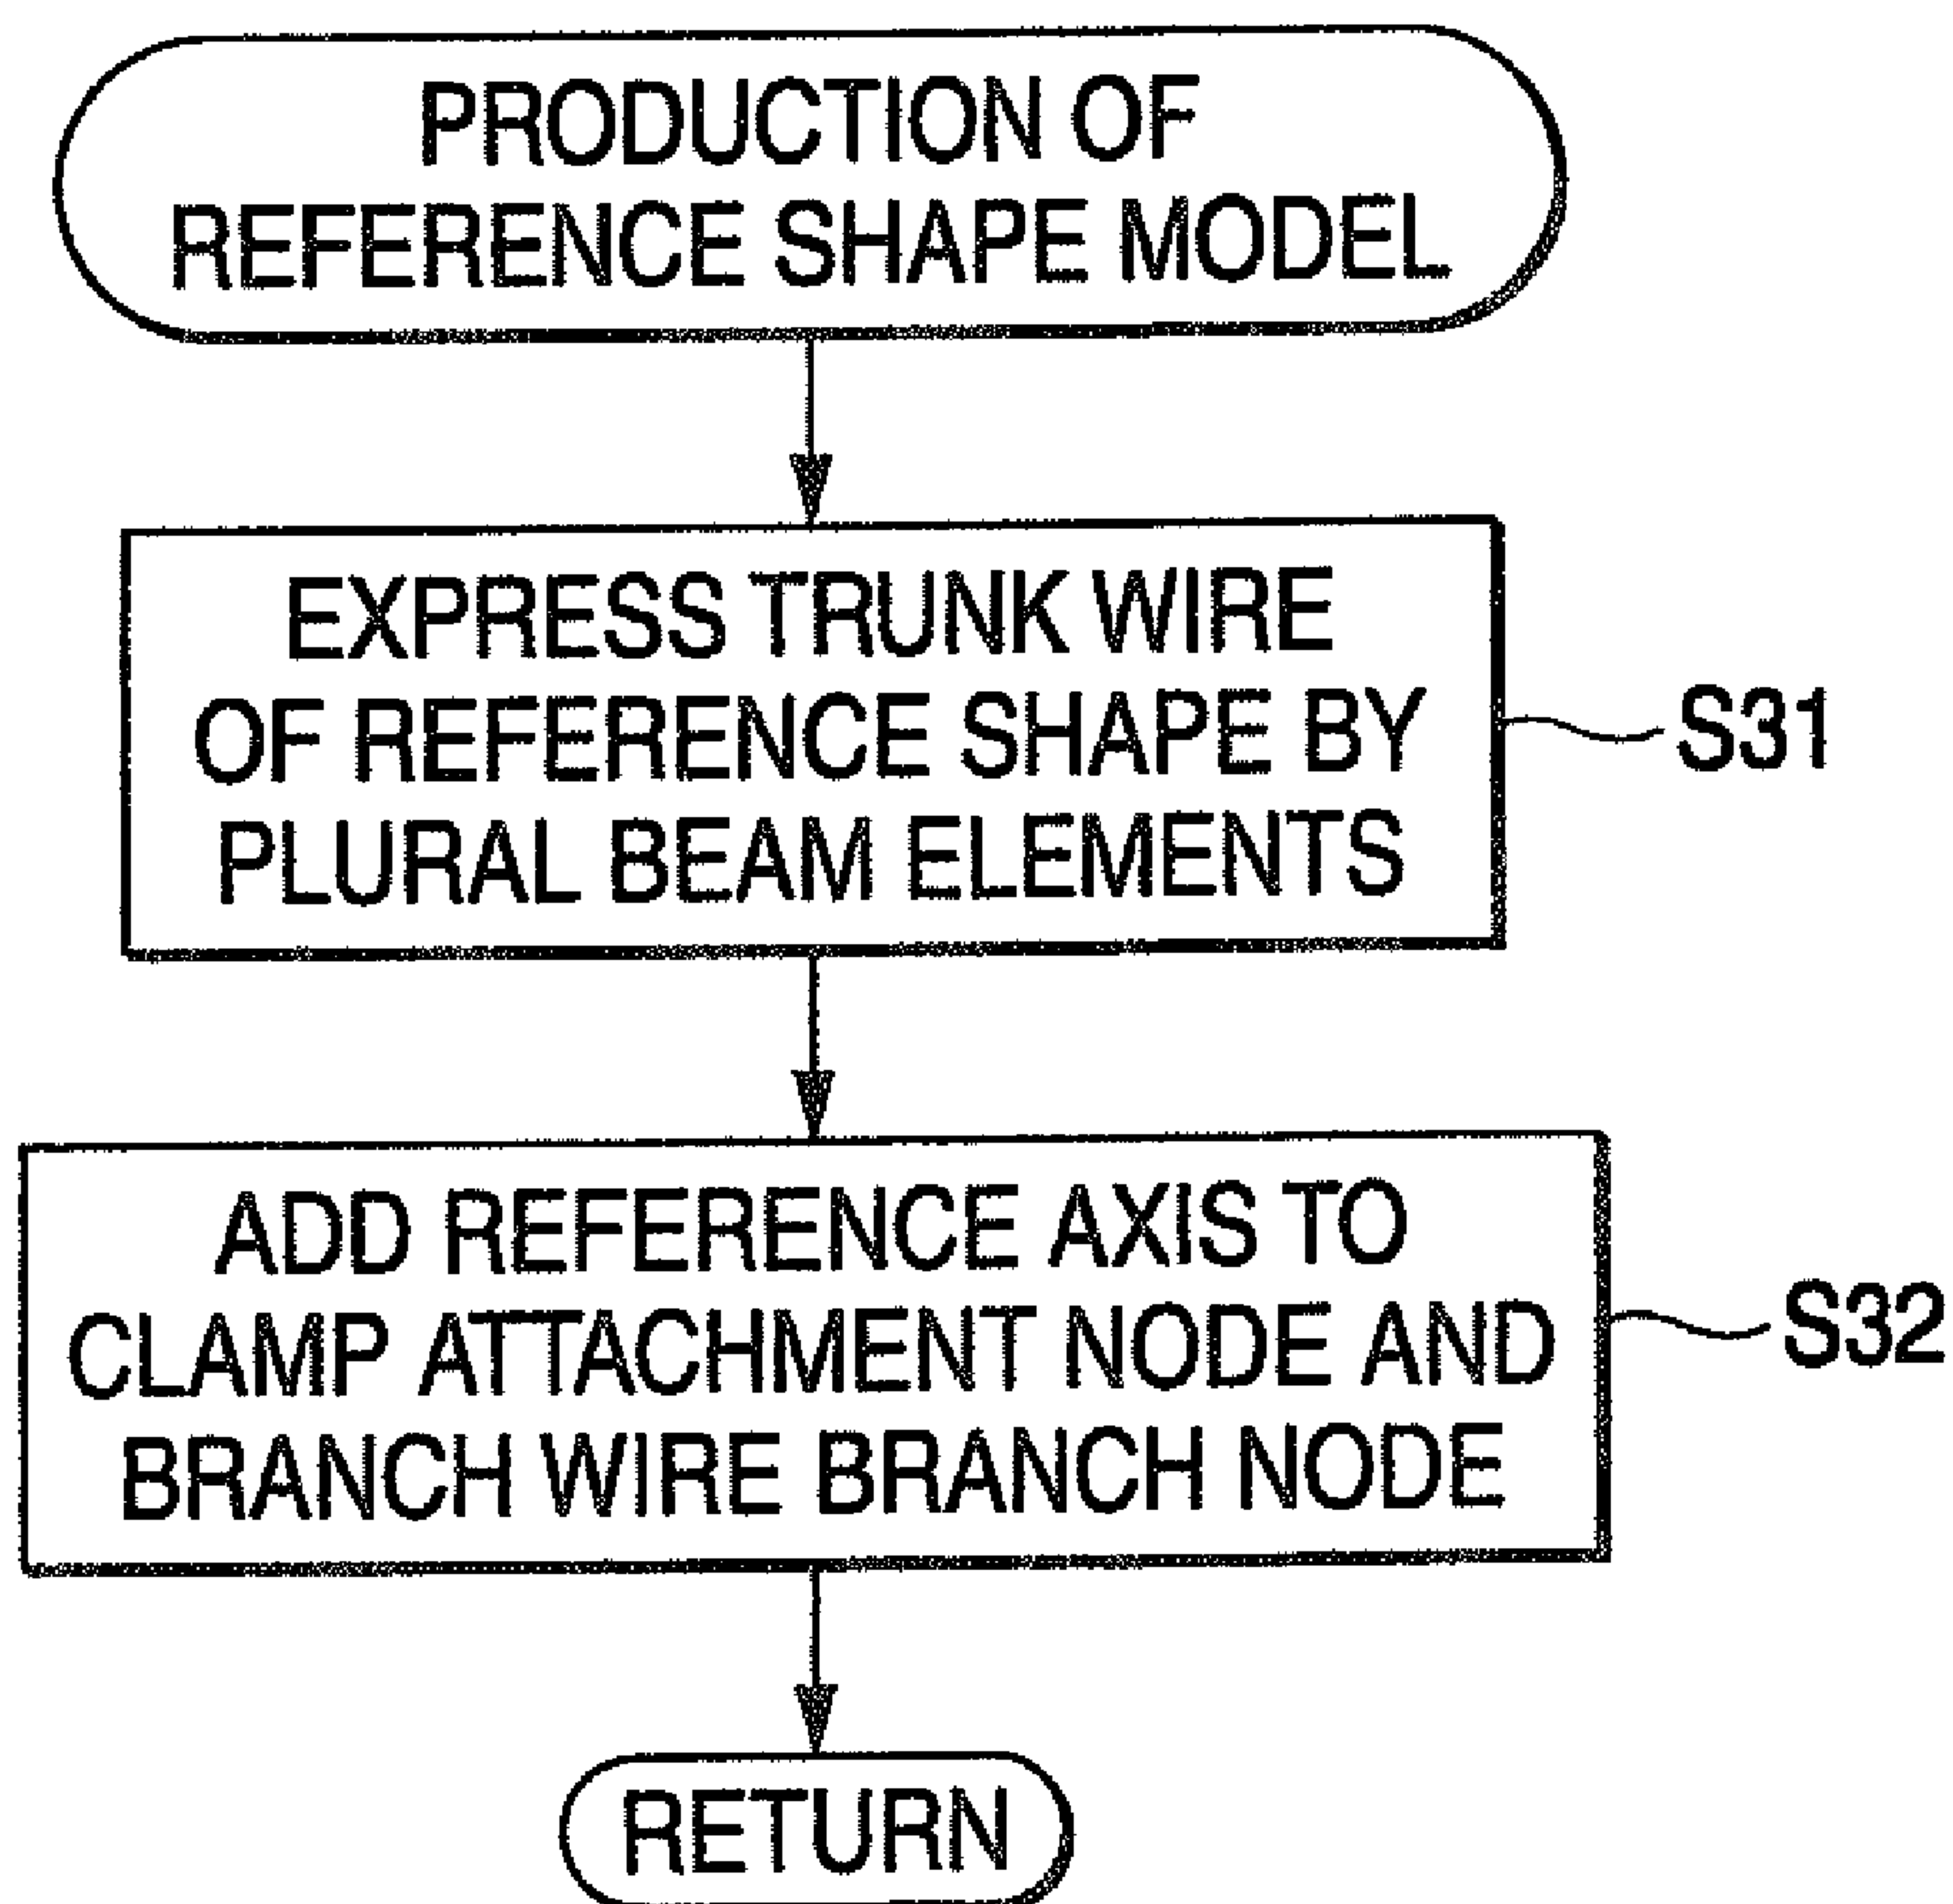 PRODUCTION OF
REFERENCE SHAPE MODEL
EXPRESS TRUNK WIRE
OF REFERENCE SHAPE BY
PLURAL BEAM ELEMENTS
S31
ADD REFERENCE AXIS TO
CLAMP ATTACHMENT NODE AND
BRANCH WIRE BRANCH NODE
S32
RETURN